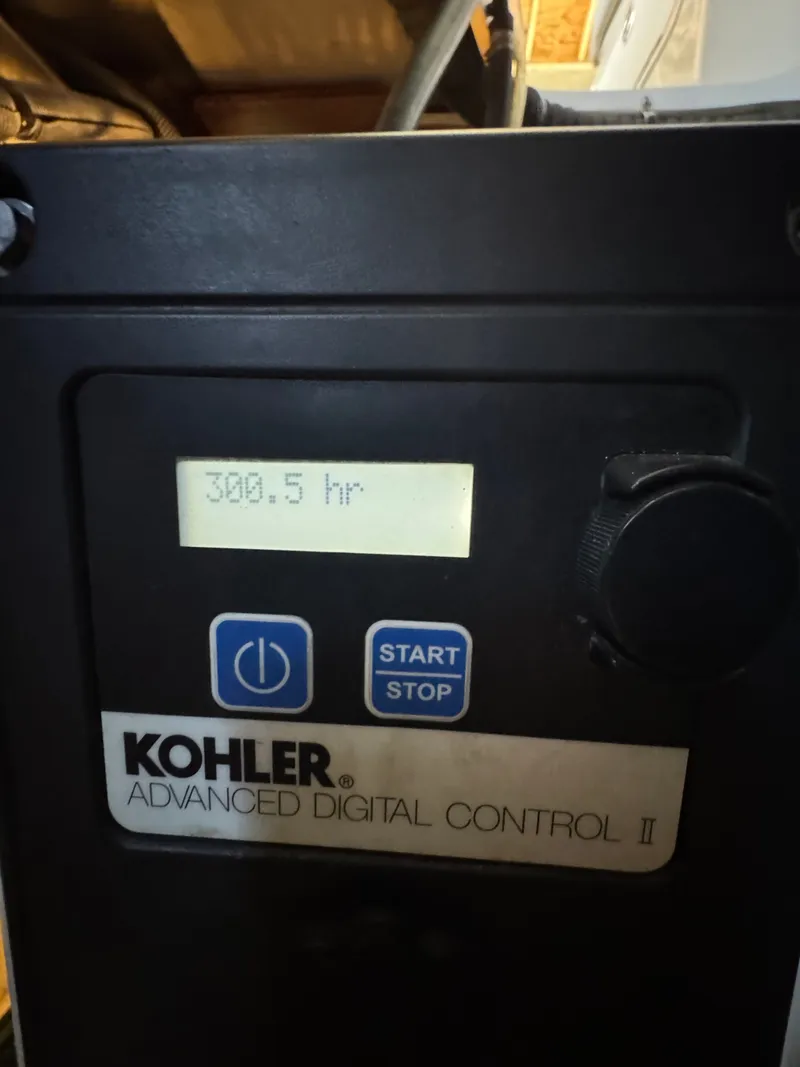 300.5 hr
START
STOP
KOHLER®
ADVANCED DIGITAL CONTROL II